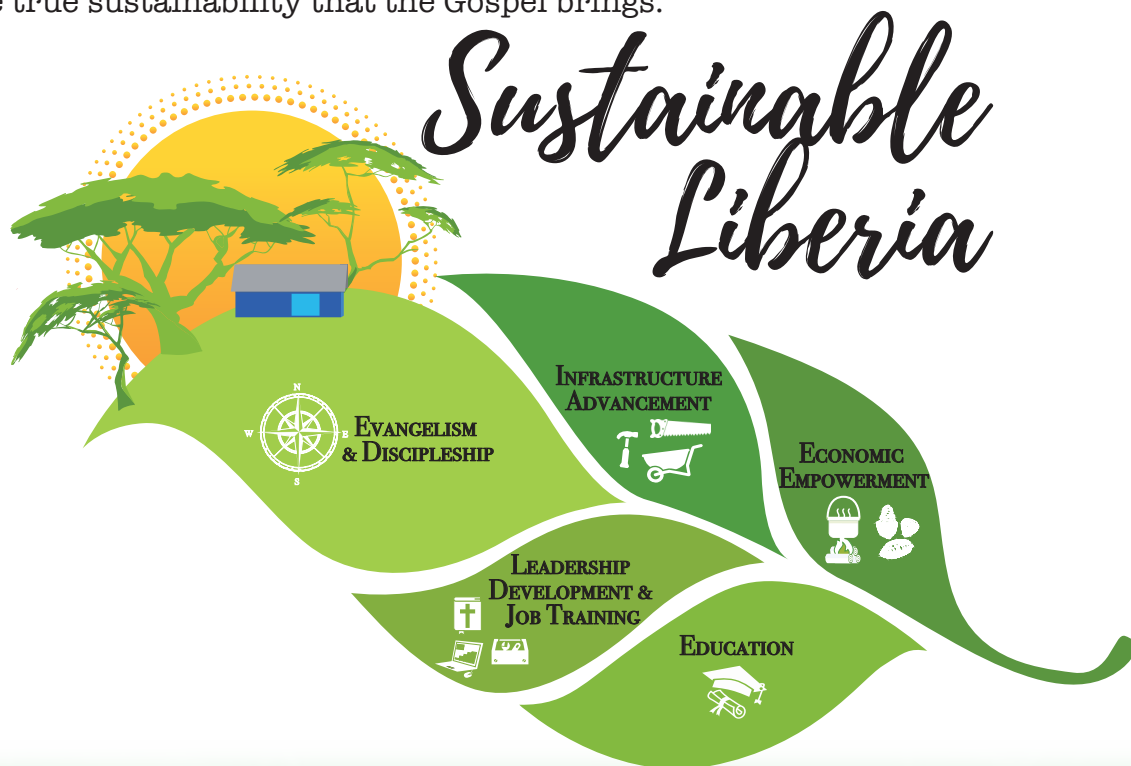 true sustainability that the Gospel brings.
Sustainable
Liberia
N
W
E
S
Evangelism
& Discipleship
Infrastructure
Advancement
Economic
Empowerment
Leadership
Development &
Job Training
Education